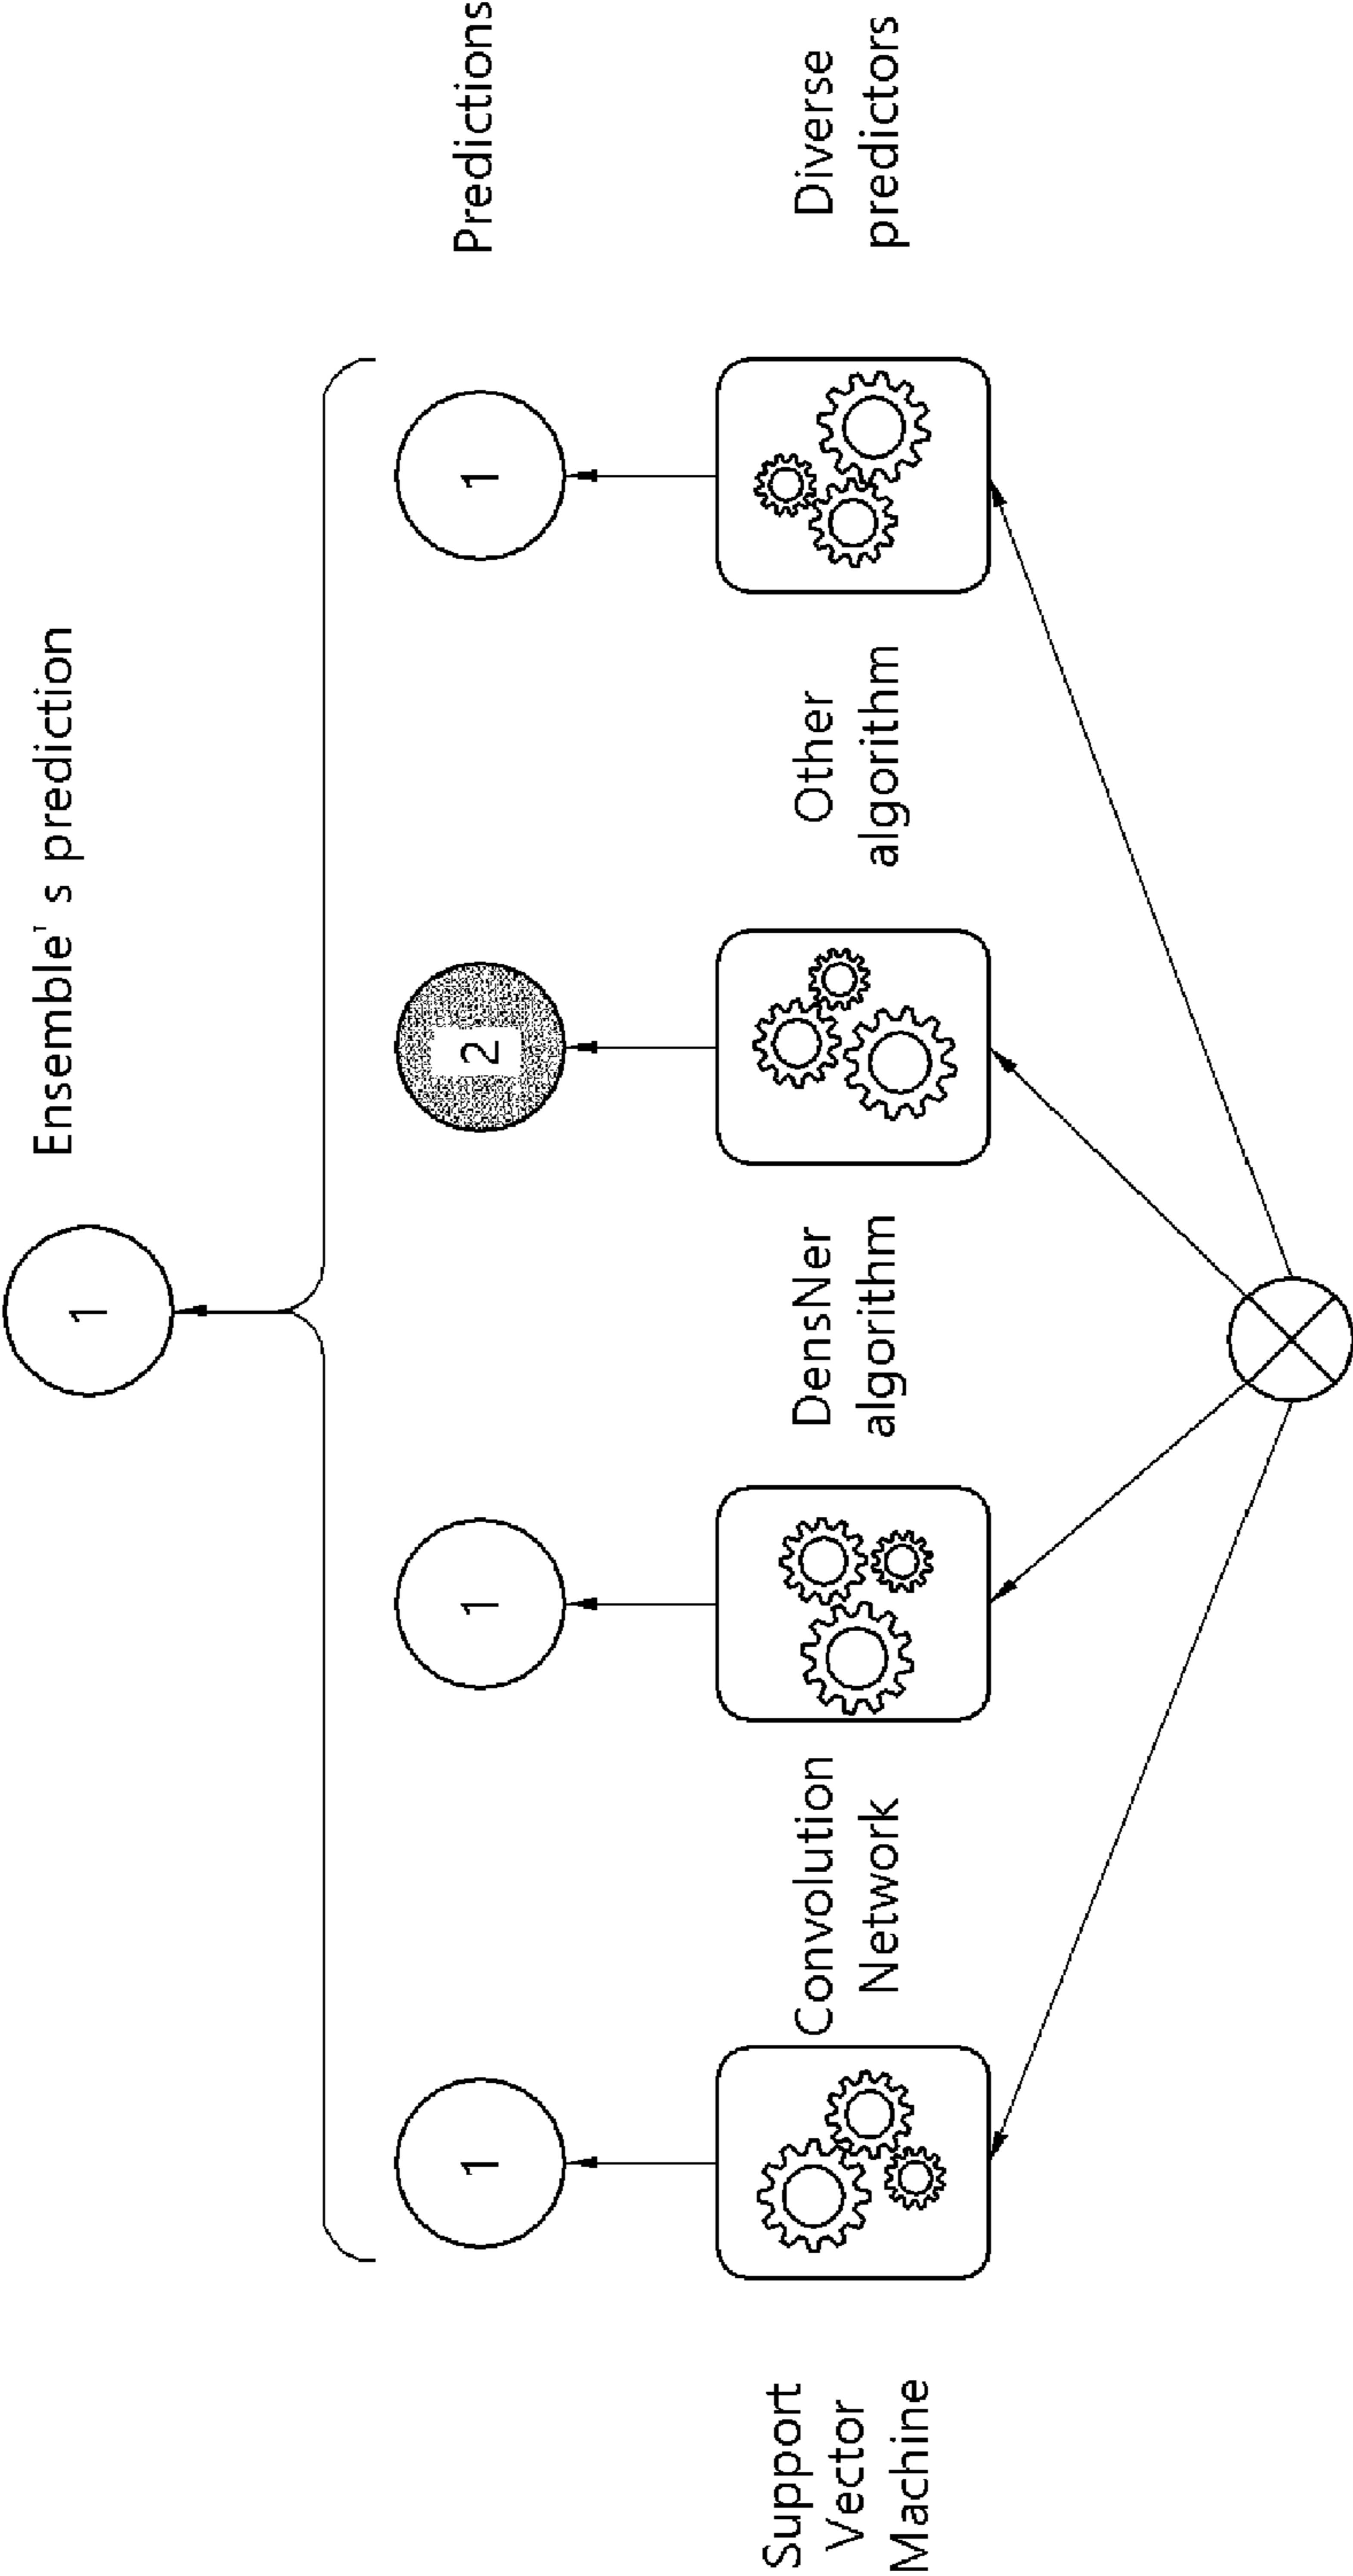 Ensemble's prediction
1
1
1
2
1
Predictions
Support
Vector
Machine
Convolution
Network
DensNer
algorithm
Other
algorithm
Diverse
predictors